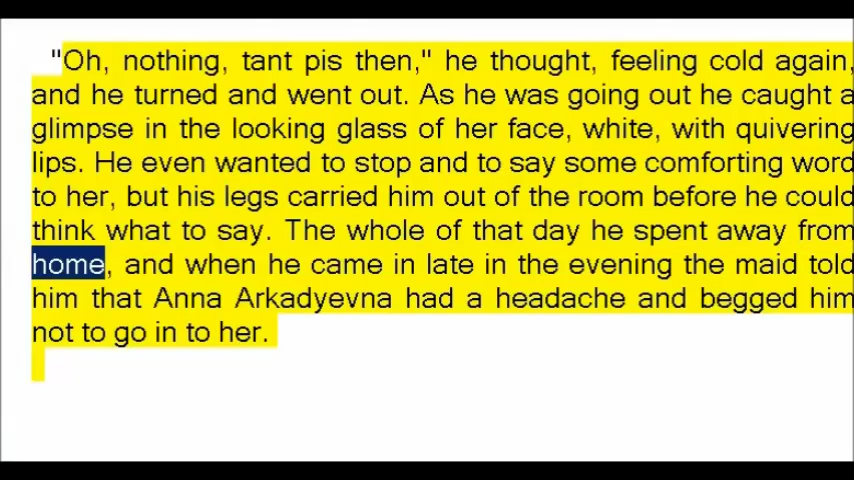 "Oh, nothing, tant pis then," he thought, feeling cold again,
and he turned and went out. As he was going out he caught a
glimpse in the looking glass of her face, white, with quivering
lips. He even wanted to stop and to say some comforting word
to her, but his legs carried him out of the room before he could
think what to say. The whole of that day he spent away from
home, and when he came in late in the evening the maid told
him that Anna Arkadyevna had a headache and begged him
not to go in to her.